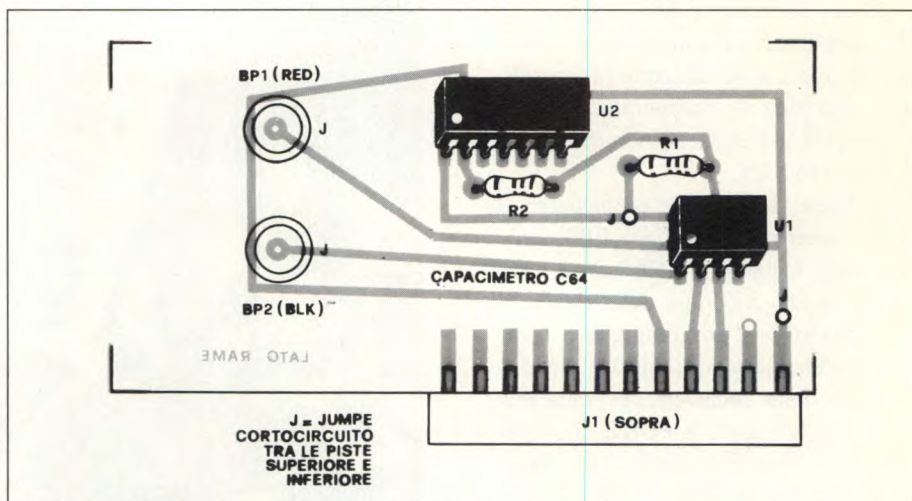 BP1 (RED)
J
U2
R1
R2
J
U1
J
BP2 (BLK)
CAPACIMETRO C64
J
LATO RAME
J = JUMPE
CORTOCIRCUITO
TRA LE PISTE
SUPERIORE E
INFERIORE
J1 (SOPRA)